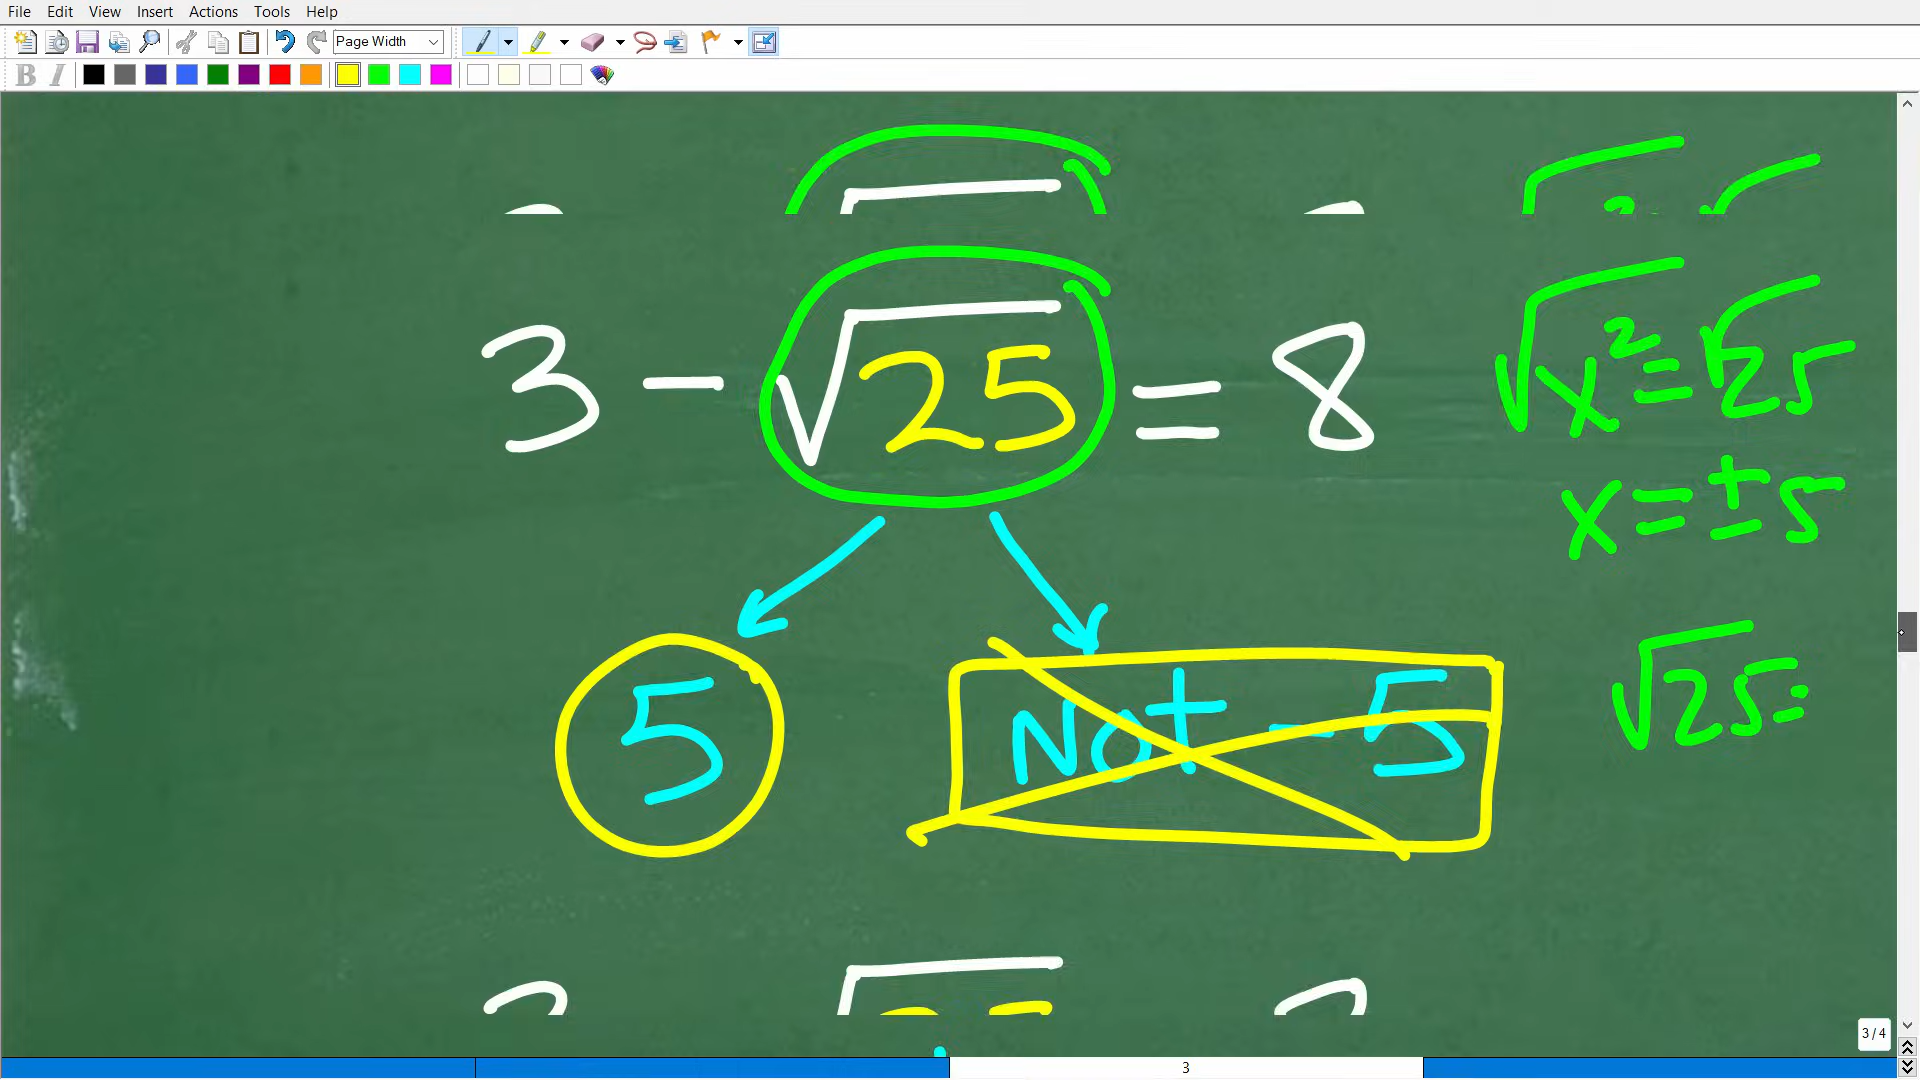 File Edit View Insert Actions Tools Help
Page Width
B I
3 - √25 = 8
√x² = √25
x = ± 5
5
Not - 5
√25 =
3/4
3